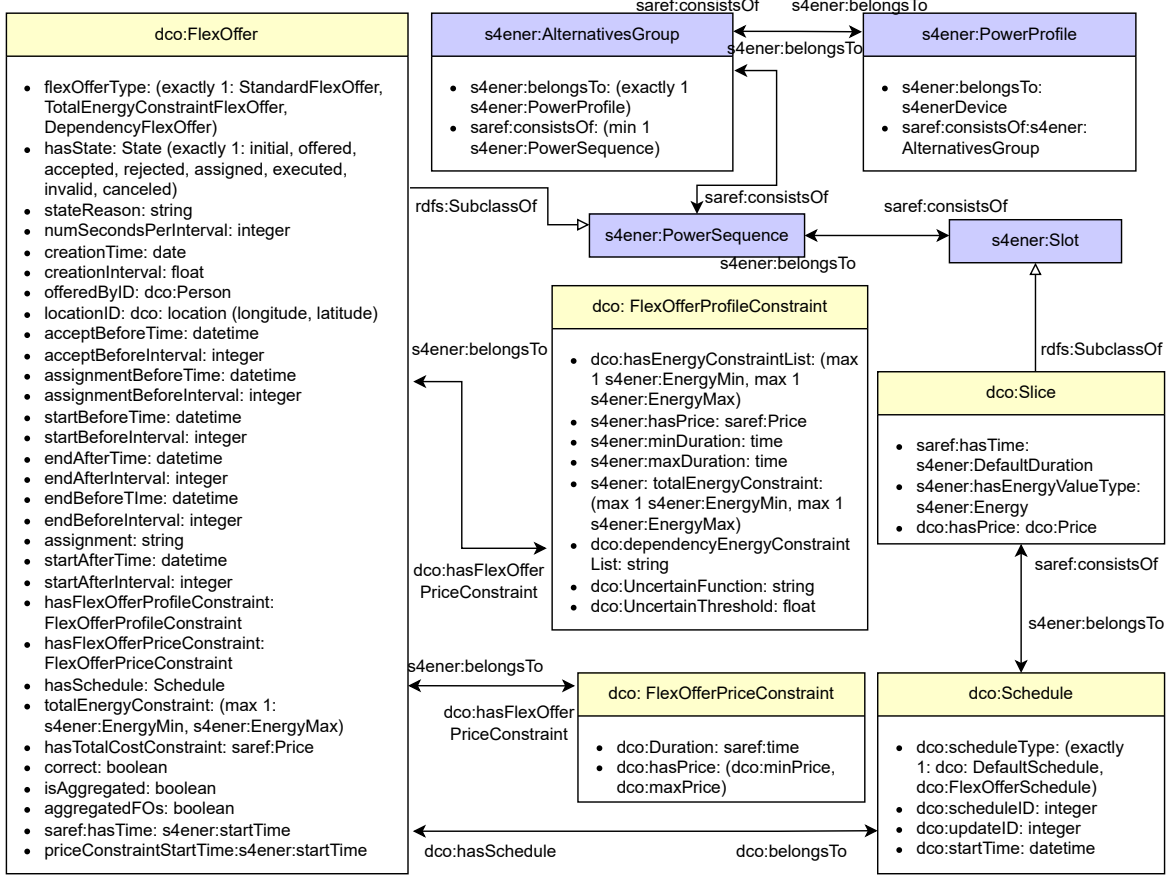 dco:FlexOffer
flexOfferType: (exactly 1: StandardFlexOffer,
TotalEnergyConstraintFlexOffer,
DependencyFlexOffer)
hasState: State (exactly 1: initial, offered,
accepted, rejected, assigned, executed,
invalid, canceled)
stateReason: string
numSecondsPerInterval: integer
creationTime: date
creationInterval: float
offeredByID: dco:Person
locationID: dco: location (longitude, latitude)
acceptBeforeTime: datetime
acceptBeforeInterval: integer
assignmentBeforeTime: datetime
assignmentBeforeInterval: integer
startBeforeTime: datetime
startBeforeInterval: integer
endAfterTime: datetime
endAfterInterval: integer
endBeforeTIme: datetime
endBeforeInterval: integer
assignment: string
startAfterTime: datetime
startAfterInterval: integer
hasFlexOfferProfileConstraint:
FlexOfferProfileConstraint
hasFlexOfferPriceConstraint:
FlexOfferPriceConstraint
hasSchedule: Schedule
totalEnergyConstraint: (max 1:
s4ener:EnergyMin, s4ener:EnergyMax)
hasTotalCostConstraint: saref:Price
correct: boolean
isAggregated: boolean
aggregatedFOs: boolean
saref:hasTime: s4ener:startTime
priceConstraintStartTime:s4ener:startTime
s4ener:AlternativesGroup
s4ener:belongsTo: (exactly 1
s4ener:PowerProfile)
saref:consistsOf: (min 1
s4ener:PowerSequence)
saref:consistsOf
s4ener:belongsTo
s4ener:belongsTo
s4ener:PowerProfile
s4ener:belongsTo:
s4enerDevice
saref:consistsOf:s4ener:
AlternativesGroup
rdfs:SubclassOf
saref:consistsOf
s4ener:PowerSequence
s4ener:belongsTo
saref:consistsOf
s4ener:Slot
rdfs:SubclassOf
dco: FlexOfferProfileConstraint
dco:hasEnergyConstraintList: (max
1 s4ener:EnergyMin, max 1
s4ener:EnergyMax)
s4ener:hasPrice: saref:Price
s4ener:minDuration: time
s4ener:maxDuration: time
s4ener: totalEnergyConstraint:
(max 1 s4ener:EnergyMin, max 1
s4ener:EnergyMax)
dco:dependencyEnergyConstraint
List: string
dco:UncertainFunction: string
dco:UncertainThreshold: float
s4ener:belongsTo
dco:hasFlexOffer
PriceConstraint
dco:Slice
saref:hasTime:
s4ener:DefaultDuration
s4ener:hasEnergyValueType:
s4ener:Energy
dco:hasPrice: dco:Price
saref:consistsOf
s4ener:belongsTo
s4ener:belongsTo
dco:hasFlexOffer
PriceConstraint
dco: FlexOfferPriceConstraint
dco:Duration: saref:time
dco:hasPrice: (dco:minPrice,
dco:maxPrice)
dco:Schedule
dco:scheduleType: (exactly
1: dco: DefaultSchedule,
dco:FlexOfferSchedule)
dco:scheduleID: integer
dco:updateID: integer
dco:startTime: datetime
dco:hasSchedule
dco:belongsTo